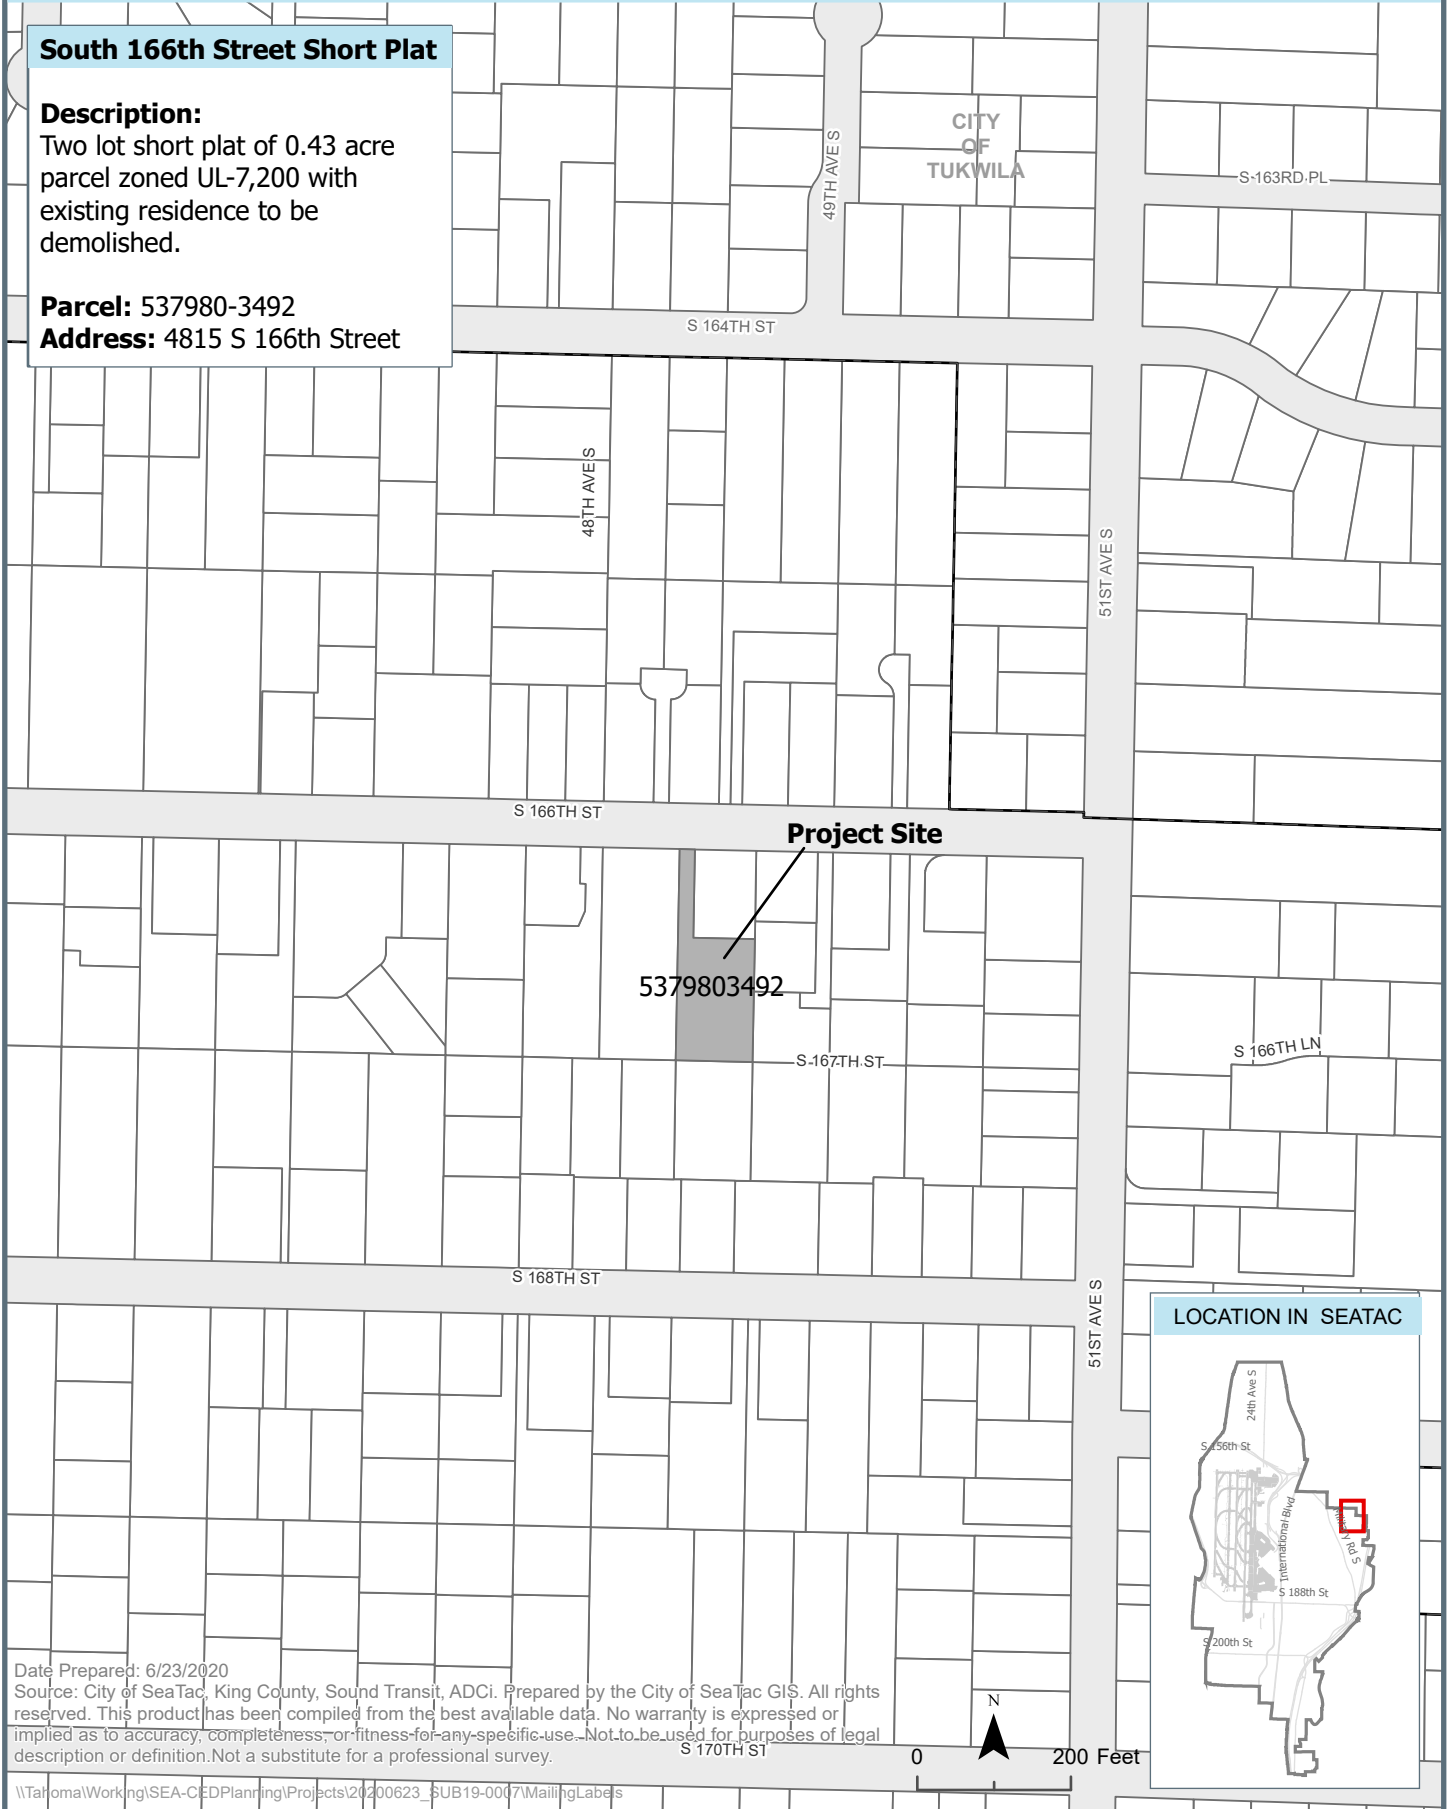 South 166th Street Short Plat
Description:
Two lot short plat of 0.43 acre
parcel zoned UL-7,200 with
existing residence to be
demolished.
Parcel: 537980-3492
Address: 4815 S 166th Street
CITY
OF
TUKWILA
49TH AVE S
S 163RD PL
S 164TH ST
48TH AVE S
51ST AVE S
S 166TH ST
Project Site
5379803492
S 167TH ST
S 166TH LN
S 168TH ST
51ST AVE S
LOCATION IN SEATAC
24th Ave S
S 156th St
International Blvd
Military Rd S
S 188th St
S 200th St
Date Prepared: 6/23/2020
Source: City of SeaTac, King County, Sound Transit, ADCi. Prepared by the City of SeaTac GIS. All rights
reserved. This product has been compiled from the best available data. No warranty is expressed or
implied as to accuracy, completeness, or fitness for any specific use. Not to be used for purposes of legal
description or definition.Not a substitute for a professional survey.
S 170TH ST
N
0 200 Feet
\\Tahoma\Working\SEA-CEDPlanning\Projects\20200623_SUB19-0007\MailingLabels